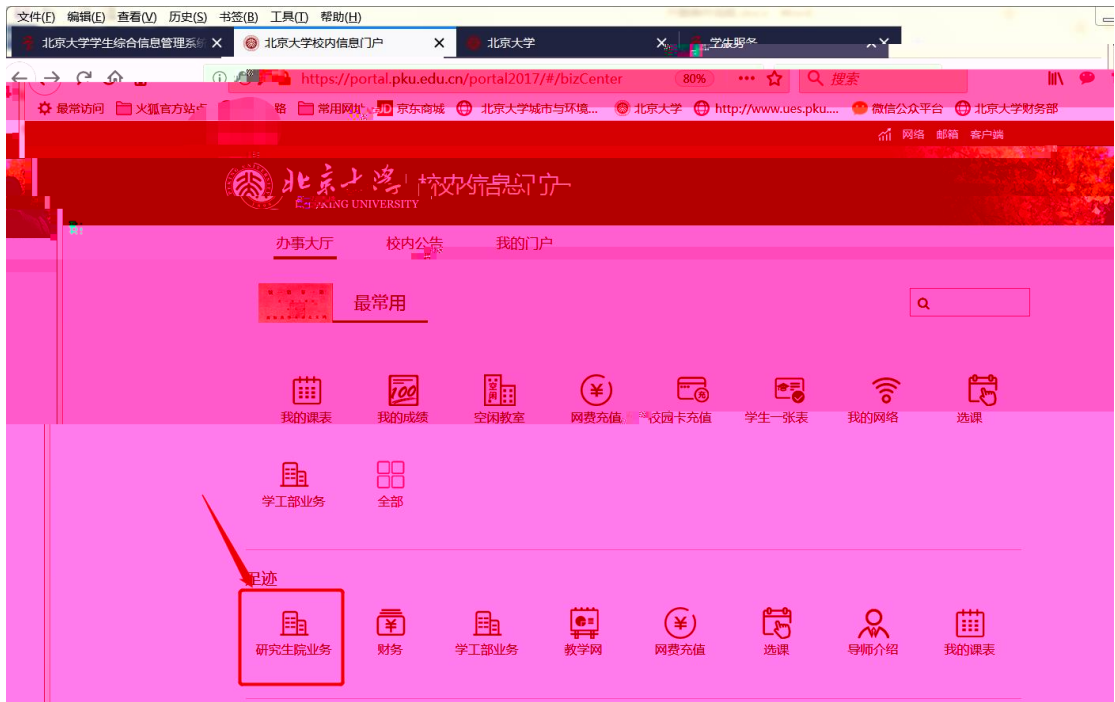 文件(F) 编辑(E) 查看(V) 历史(S) 书签(B) 工具(T) 帮助(H)
北京大学学生综合信息管理系统 北京大学校内信息门户 北京大学
https://portal.pku.edu.cn/portal2017/#/bizCenter 80% 搜索
最常访问 火狐官方站点 常用网址 JD 京东商城 北京大学城市与环境... 北京大学 http://www.ues.pku.... 微信公众平台 北京大学财务部
网络 邮箱 客户端
北京大学 校内信息门户
UNIVERSITY
办事大厅 校内公告 我的门户
最常用
我的课表 我的成绩 空闲教室 网费充值 校园卡充值 学生一张表 我的网络 选课
学工部业务 全部
足迹
研究生院业务 财务 学工部业务 教学网 网费充值 选课 导师介绍 我的课表